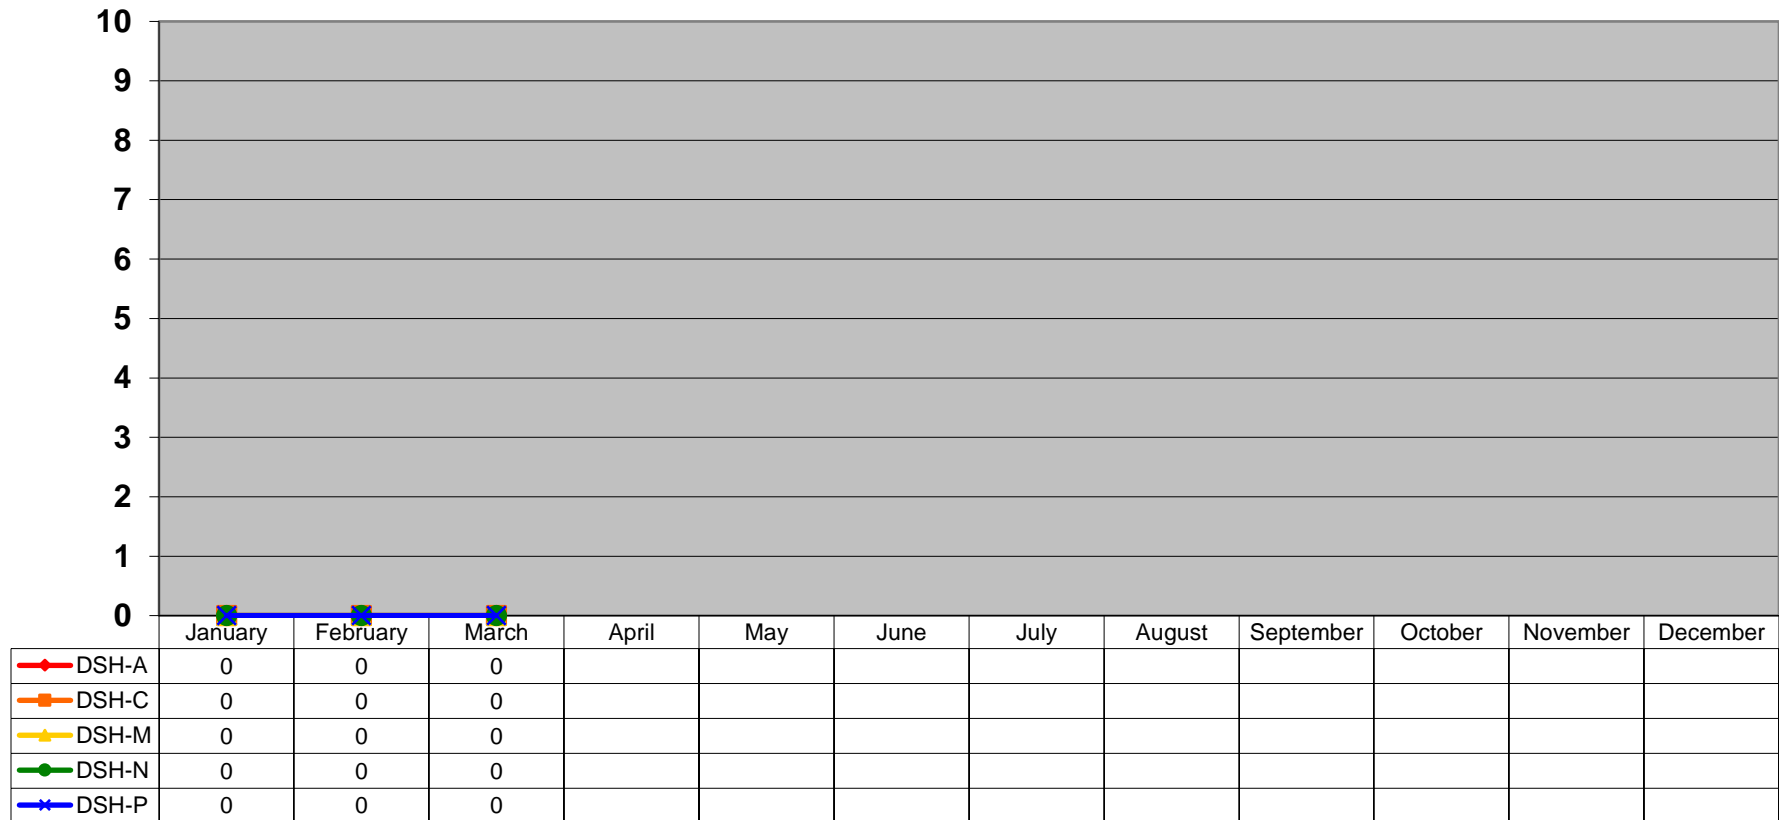 10
9
8
7
6
5
4
3
2
1
0
January February March April May June July August September October November December
DSH-A 0 0 0
DSH-C 0 0 0
DSH-M 0 0 0
DSH-N 0 0 0
DSH-P 0 0 0